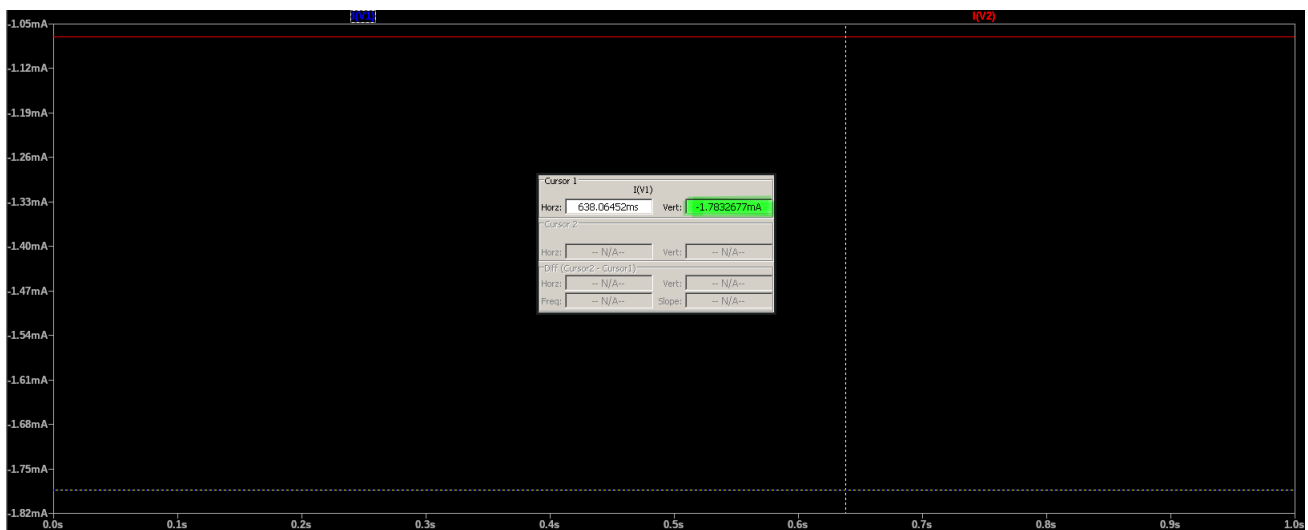 I(V1) I(V2)
-1.05mA
-1.12mA
-1.19mA
-1.26mA
-1.33mA
-1.40mA
-1.47mA
-1.54mA
-1.61mA
-1.68mA
-1.75mA
-1.82mA
Cursor 1
I(V1)
Horz: 638.06452ms Vert: -1.7832677mA
Cursor 2
Horz: -- N/A-- Vert: -- N/A--
Diff (Cursor2 - Cursor1)
Horz: -- N/A-- Vert: -- N/A--
Freq: -- N/A-- Slope: -- N/A--
0.0s 0.1s 0.2s 0.3s 0.4s 0.5s 0.6s 0.7s 0.8s 0.9s 1.0s